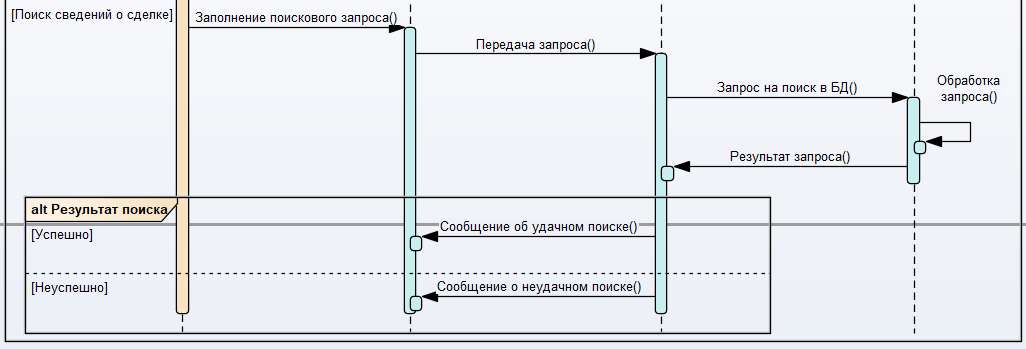 [Поиск сведений о сделке]
Заполнение поискового запроса()
Передача запроса()
Запрос на поиск в БД()
Обработка
запроса()
Результат запроса()
alt Результат поиска
[Успешно]
Сообщение об удачном поиске()
[Неуспешно]
Сообщение о неудачном поиске()